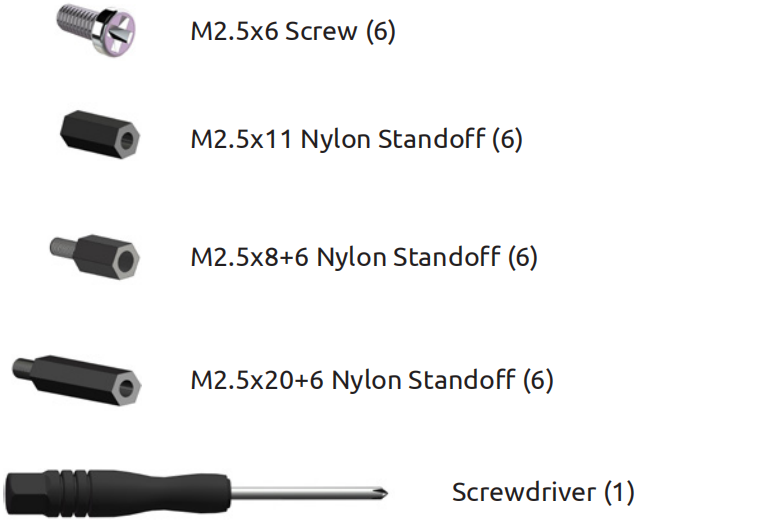 M2.5x6 Screw (6)
M2.5x11 Nylon Standoff (6)
M2.5x8+6 Nylon Standoff (6)
M2.5x20+6 Nylon Standoff (6)
Screwdriver (1)